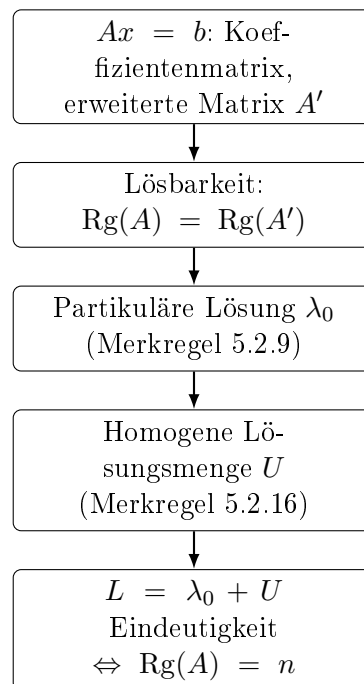 Ax = b: Koef-
fizientenmatrix,
erweiterte Matrix A′
Lösbarkeit:
Rg(A) = Rg(A′)
Partikuläre Lösung λ₀
(Merkregel 5.2.9)
Homogene Lö-
sungsmenge U
(Merkregel 5.2.16)
L = λ₀ + U
Eindeutigkeit
⇔ Rg(A) = n